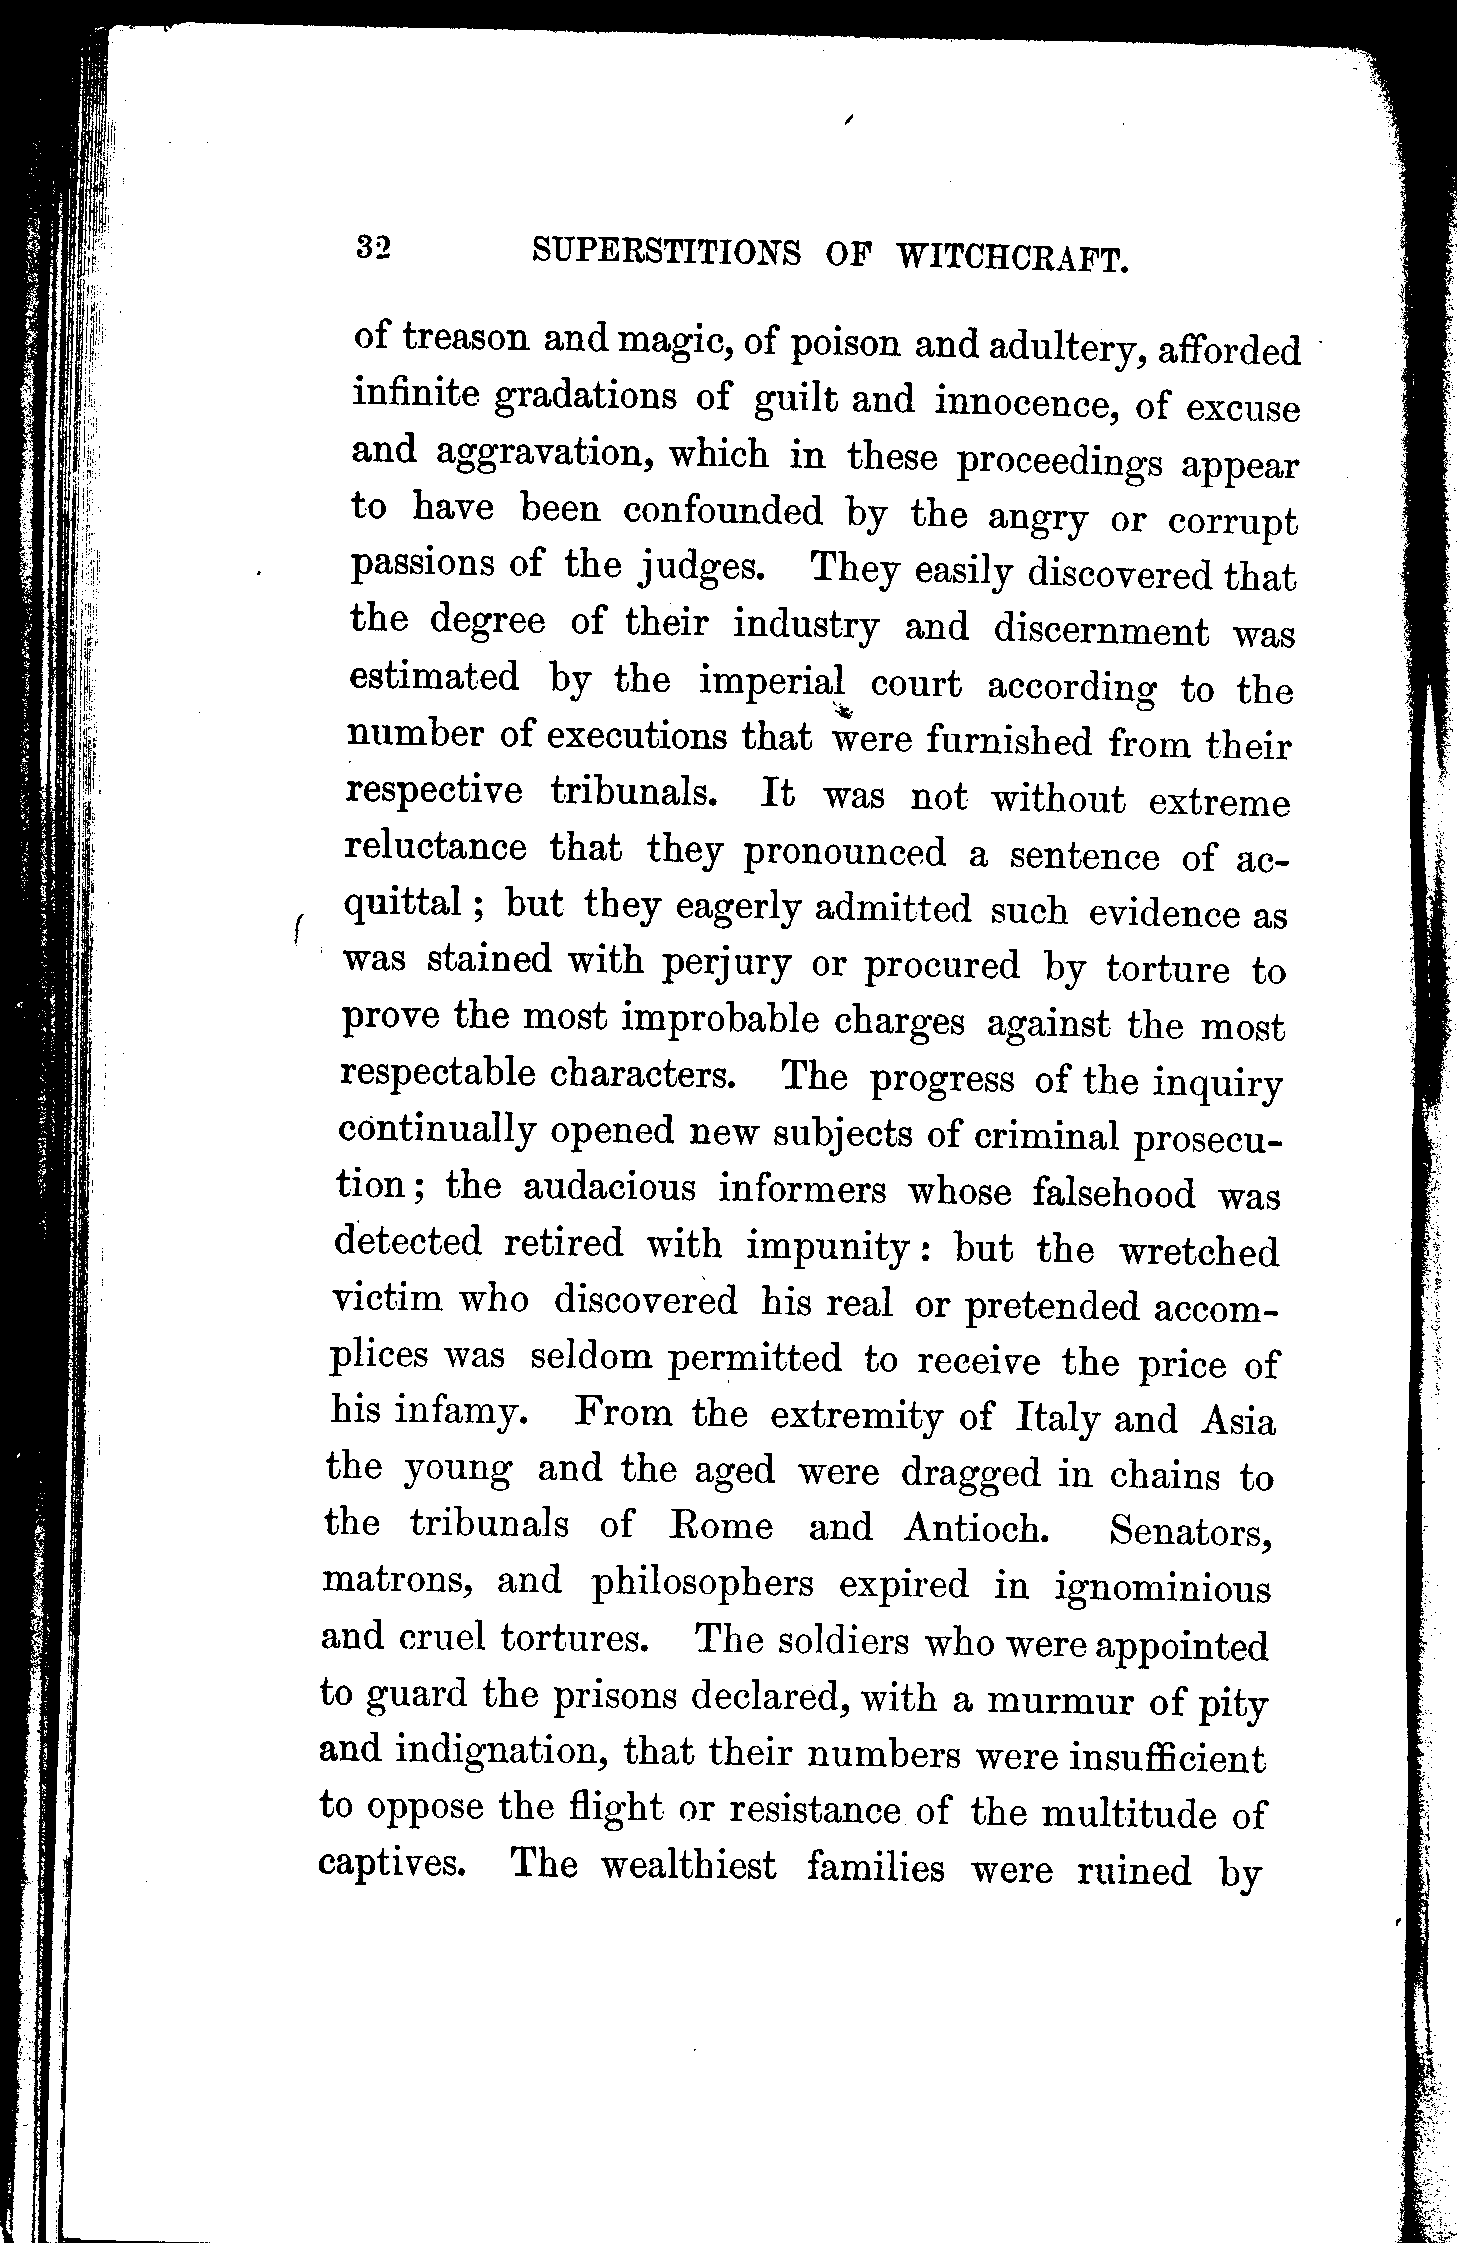 32 SUPERSTITIONS OF WITCHCRAFT.
of treason and magic, of poison and adultery, afforded
infinite gradations of guilt and innocence, of excuse
and aggravation, which in these proceedings appear
to have been confounded by the angry or corrupt
passions of the judges. They easily discovered that
the degree of their industry and discernment was
estimated by the imperial court according to the
number of executions that were furnished from their
respective tribunals. It was not without extreme
reluctance that they pronounced a sentence of ac-
quittal ; but they eagerly admitted such evidence as
was stained with perjury or procured by torture to
prove the most improbable charges against the most
respectable characters. The progress of the inquiry
continually opened new subjects of criminal prosecu-
tion ; the audacious informers whose falsehood was
detected retired with impunity : but the wretched
victim who discovered his real or pretended accom-
plices was seldom permitted to receive the price of
his infamy. From the extremity of Italy and Asia
the young and the aged were dragged in chains to
the tribunals of Rome and Antioch. Senators,
matrons, and philosophers expired in ignominious
and cruel tortures. The soldiers who were appointed
to guard the prisons declared, with a murmur of pity
and indignation, that their numbers were insufficient
to oppose the flight or resistance of the multitude of
captives. The wealthiest families were ruined by